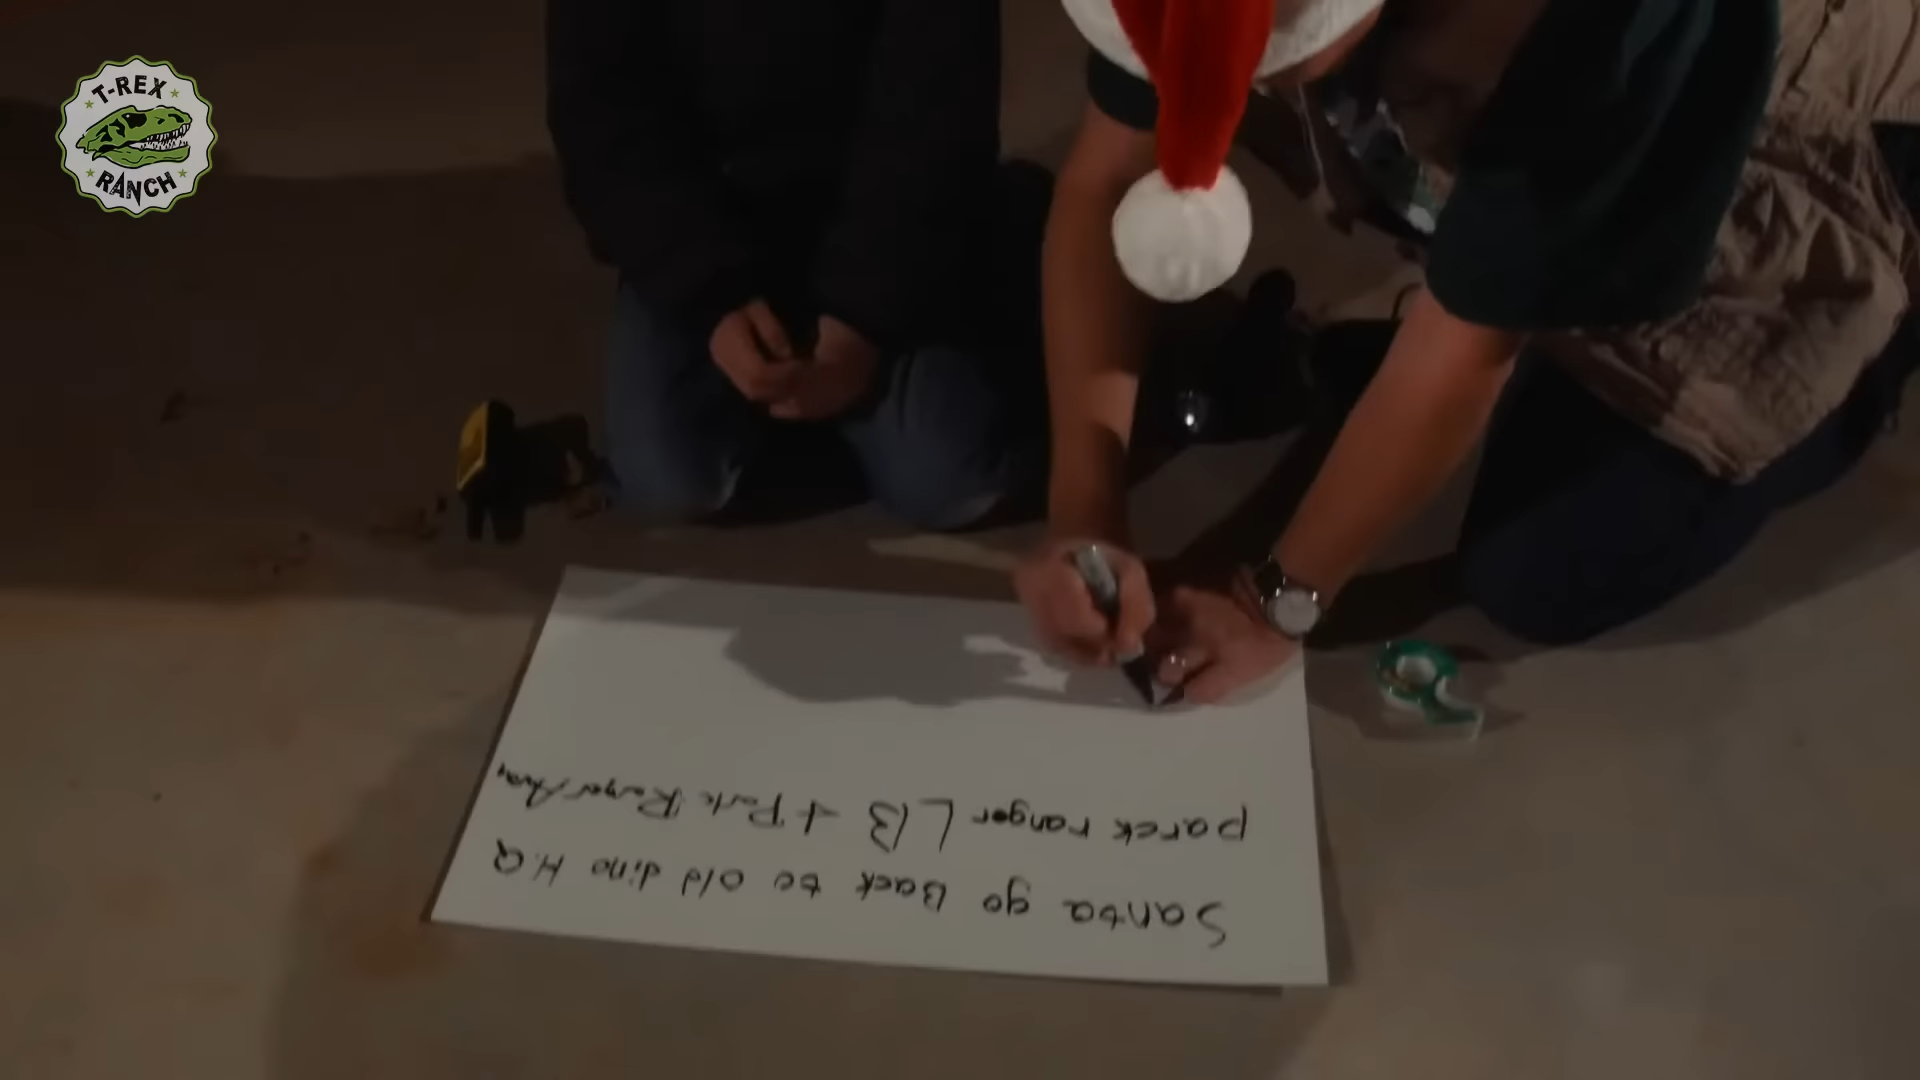 T-REX
RANCH
Santa go Back to old dino H.Q
parck ranger LB + Park Ranger